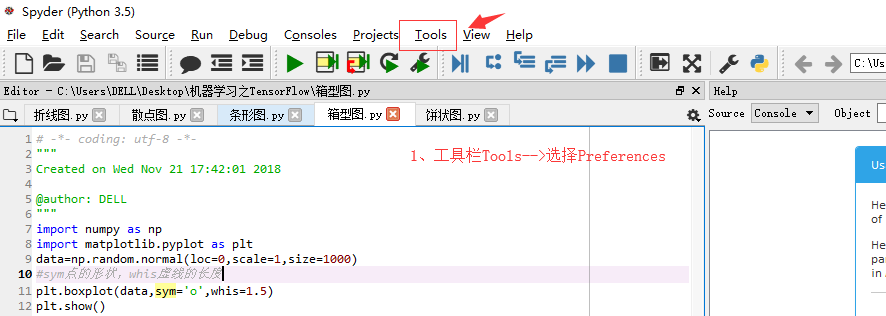 Spyder (Python 3.5)
File Edit Search Source Run Debug Consoles Projects Tools View Help
C:\Us
Editor - C:\Users\DELL\Desktop\机器学习之TensorFlow\箱型图.py
Help
折线图.py 散点图.py 条形图.py 箱型图.py 饼状图.py
Source Console Object
1 # -*- coding: utf-8 -*-
2 """
3 Created on Wed Nov 21 17:42:01 2018
4
5 @author: DELL
6 """
7 import numpy as np
8 import matplotlib.pyplot as plt
9 data=np.random.normal(loc=0,scale=1,size=1000)
10 #sym点的形状，whis虚线的长度
11 plt.boxplot(data,sym='o',whis=1.5)
12 plt.show()
1、工具栏Tools-->选择Preferences
Us
He
of
He
par
in